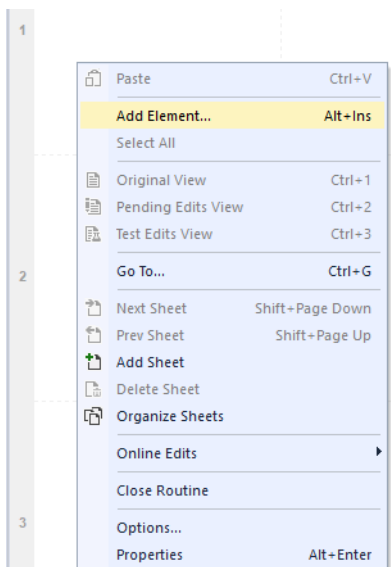 1
Paste Ctrl+V
Add Element... Alt+Ins
Select All
Original View Ctrl+1
Pending Edits View Ctrl+2
Test Edits View Ctrl+3
2
Go To... Ctrl+G
Next Sheet Shift+Page Down
Prev Sheet Shift+Page Up
Add Sheet
Delete Sheet
Organize Sheets
Online Edits
Close Routine
3
Options...
Properties Alt+Enter